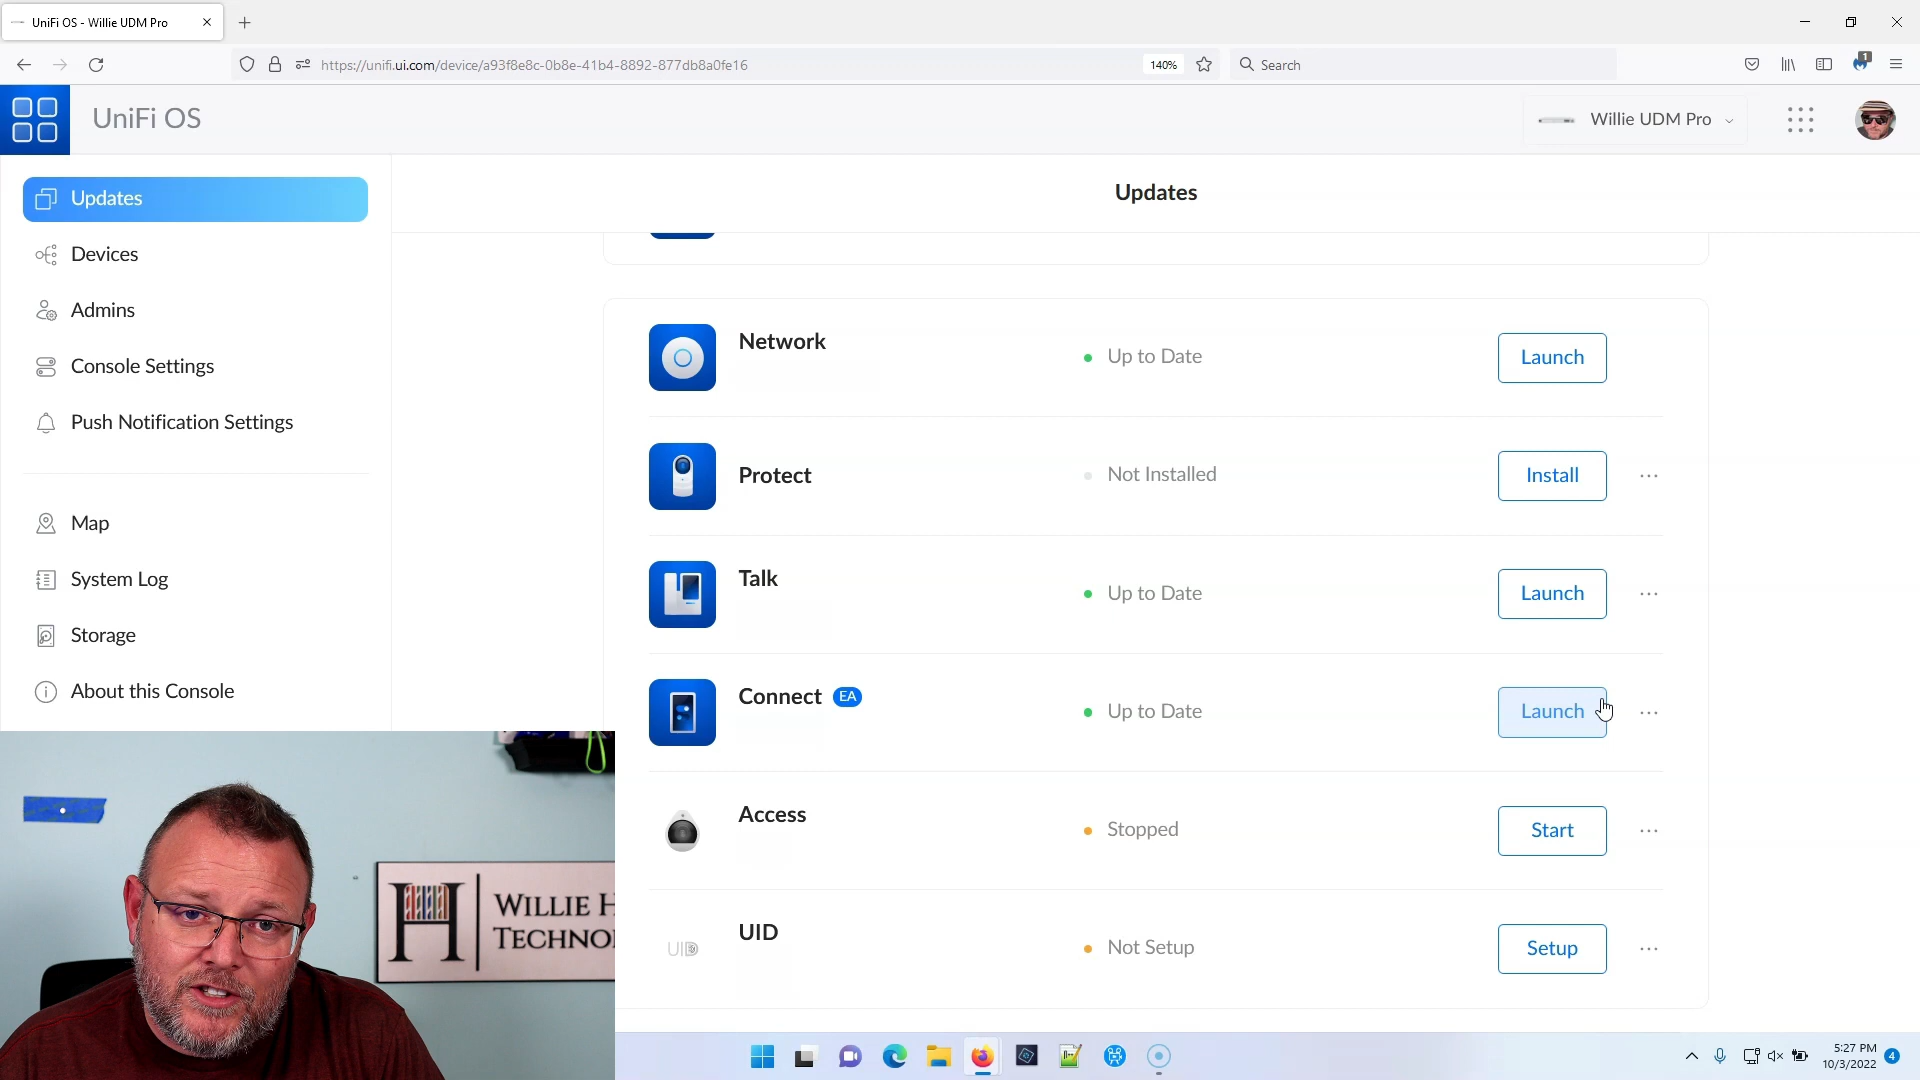 UniFi OS - Willie UDM Pro
https://unifi.ui.com/device/a93f8e8c-0b8e-41b4-8892-877db8a0fe16
140%
Search
1
UniFi OS
Willie UDM Pro
Updates
Devices
Admins
Console Settings
Push Notification Settings
Map
System Log
Storage
About this Console
Updates
Network
Up to Date
Launch
Protect
Not Installed
Install
Talk
Up to Date
Launch
Connect EA
Up to Date
Launch
Access
Stopped
Start
UID
UID
Not Setup
Setup
H
WILLIE H
TECHNO
5:27 PM
10/3/2022
4